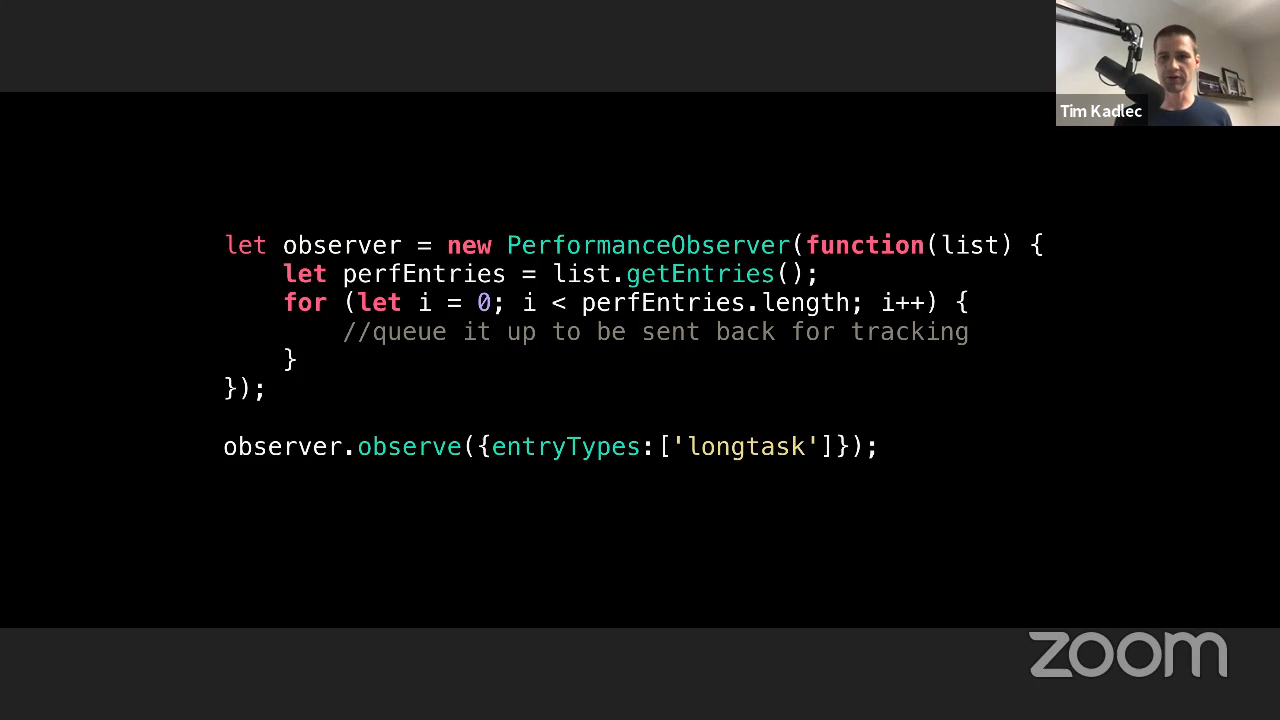 Tim Kadlec
let observer = new PerformanceObserver(function(list) {
    let perfEntries = list.getEntries();
    for (let i = 0; i < perfEntries.length; i++) {
        //queue it up to be sent back for tracking
    }
});
observer.observe({entryTypes:['longtask']});
zoom